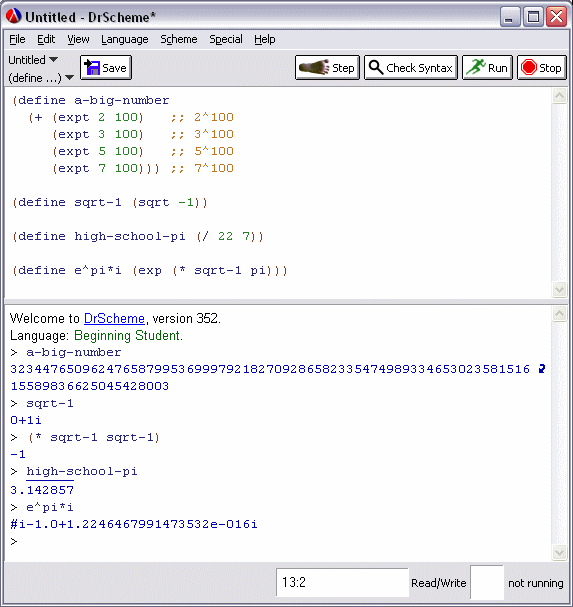 Untitled - DrScheme*
File Edit View Language Scheme Special Help
Untitled
(define ...)
Save
Step
Check Syntax
Run
Stop
(define a-big-number
(+ (expt 2 100) ;; 2^100
(expt 3 100) ;; 3^100
(expt 5 100) ;; 5^100
(expt 7 100))) ;; 7^100
(define sqrt-1 (sqrt -1))
(define high-school-pi (/ 22 7))
(define e^pi*i (exp (* sqrt-1 pi)))
Welcome to DrScheme, version 352.
Language: Beginning Student.
> a-big-number
3234476509624765879953699979218270928658233547498933465302358151 6
15589836625045428003
> sqrt-1
0+1i
> (* sqrt-1 sqrt-1)
-1
> high-school-pi
3.142857
> e^pi*i
#i-1.0+1.2246467991473532e-016i
>
13:2
Read/Write
not running